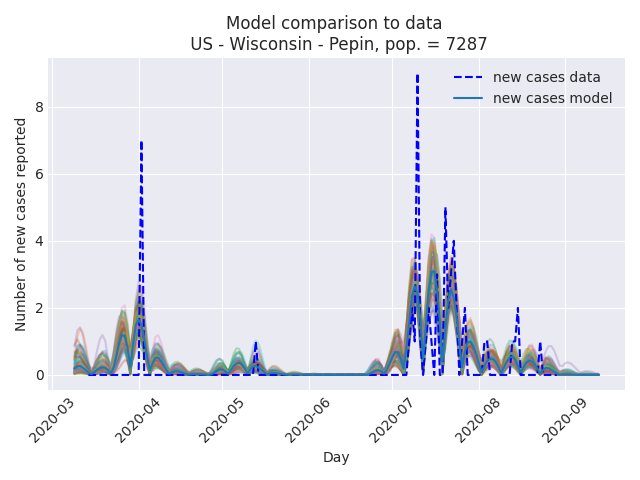 Model comparison to data
US - Wisconsin - Pepin, pop. = 7287
new cases data
new cases model
Number of new cases reported
8
6
4
2
0
2020-03
2020-04
2020-05
2020-06
2020-07
2020-08
2020-09
Day